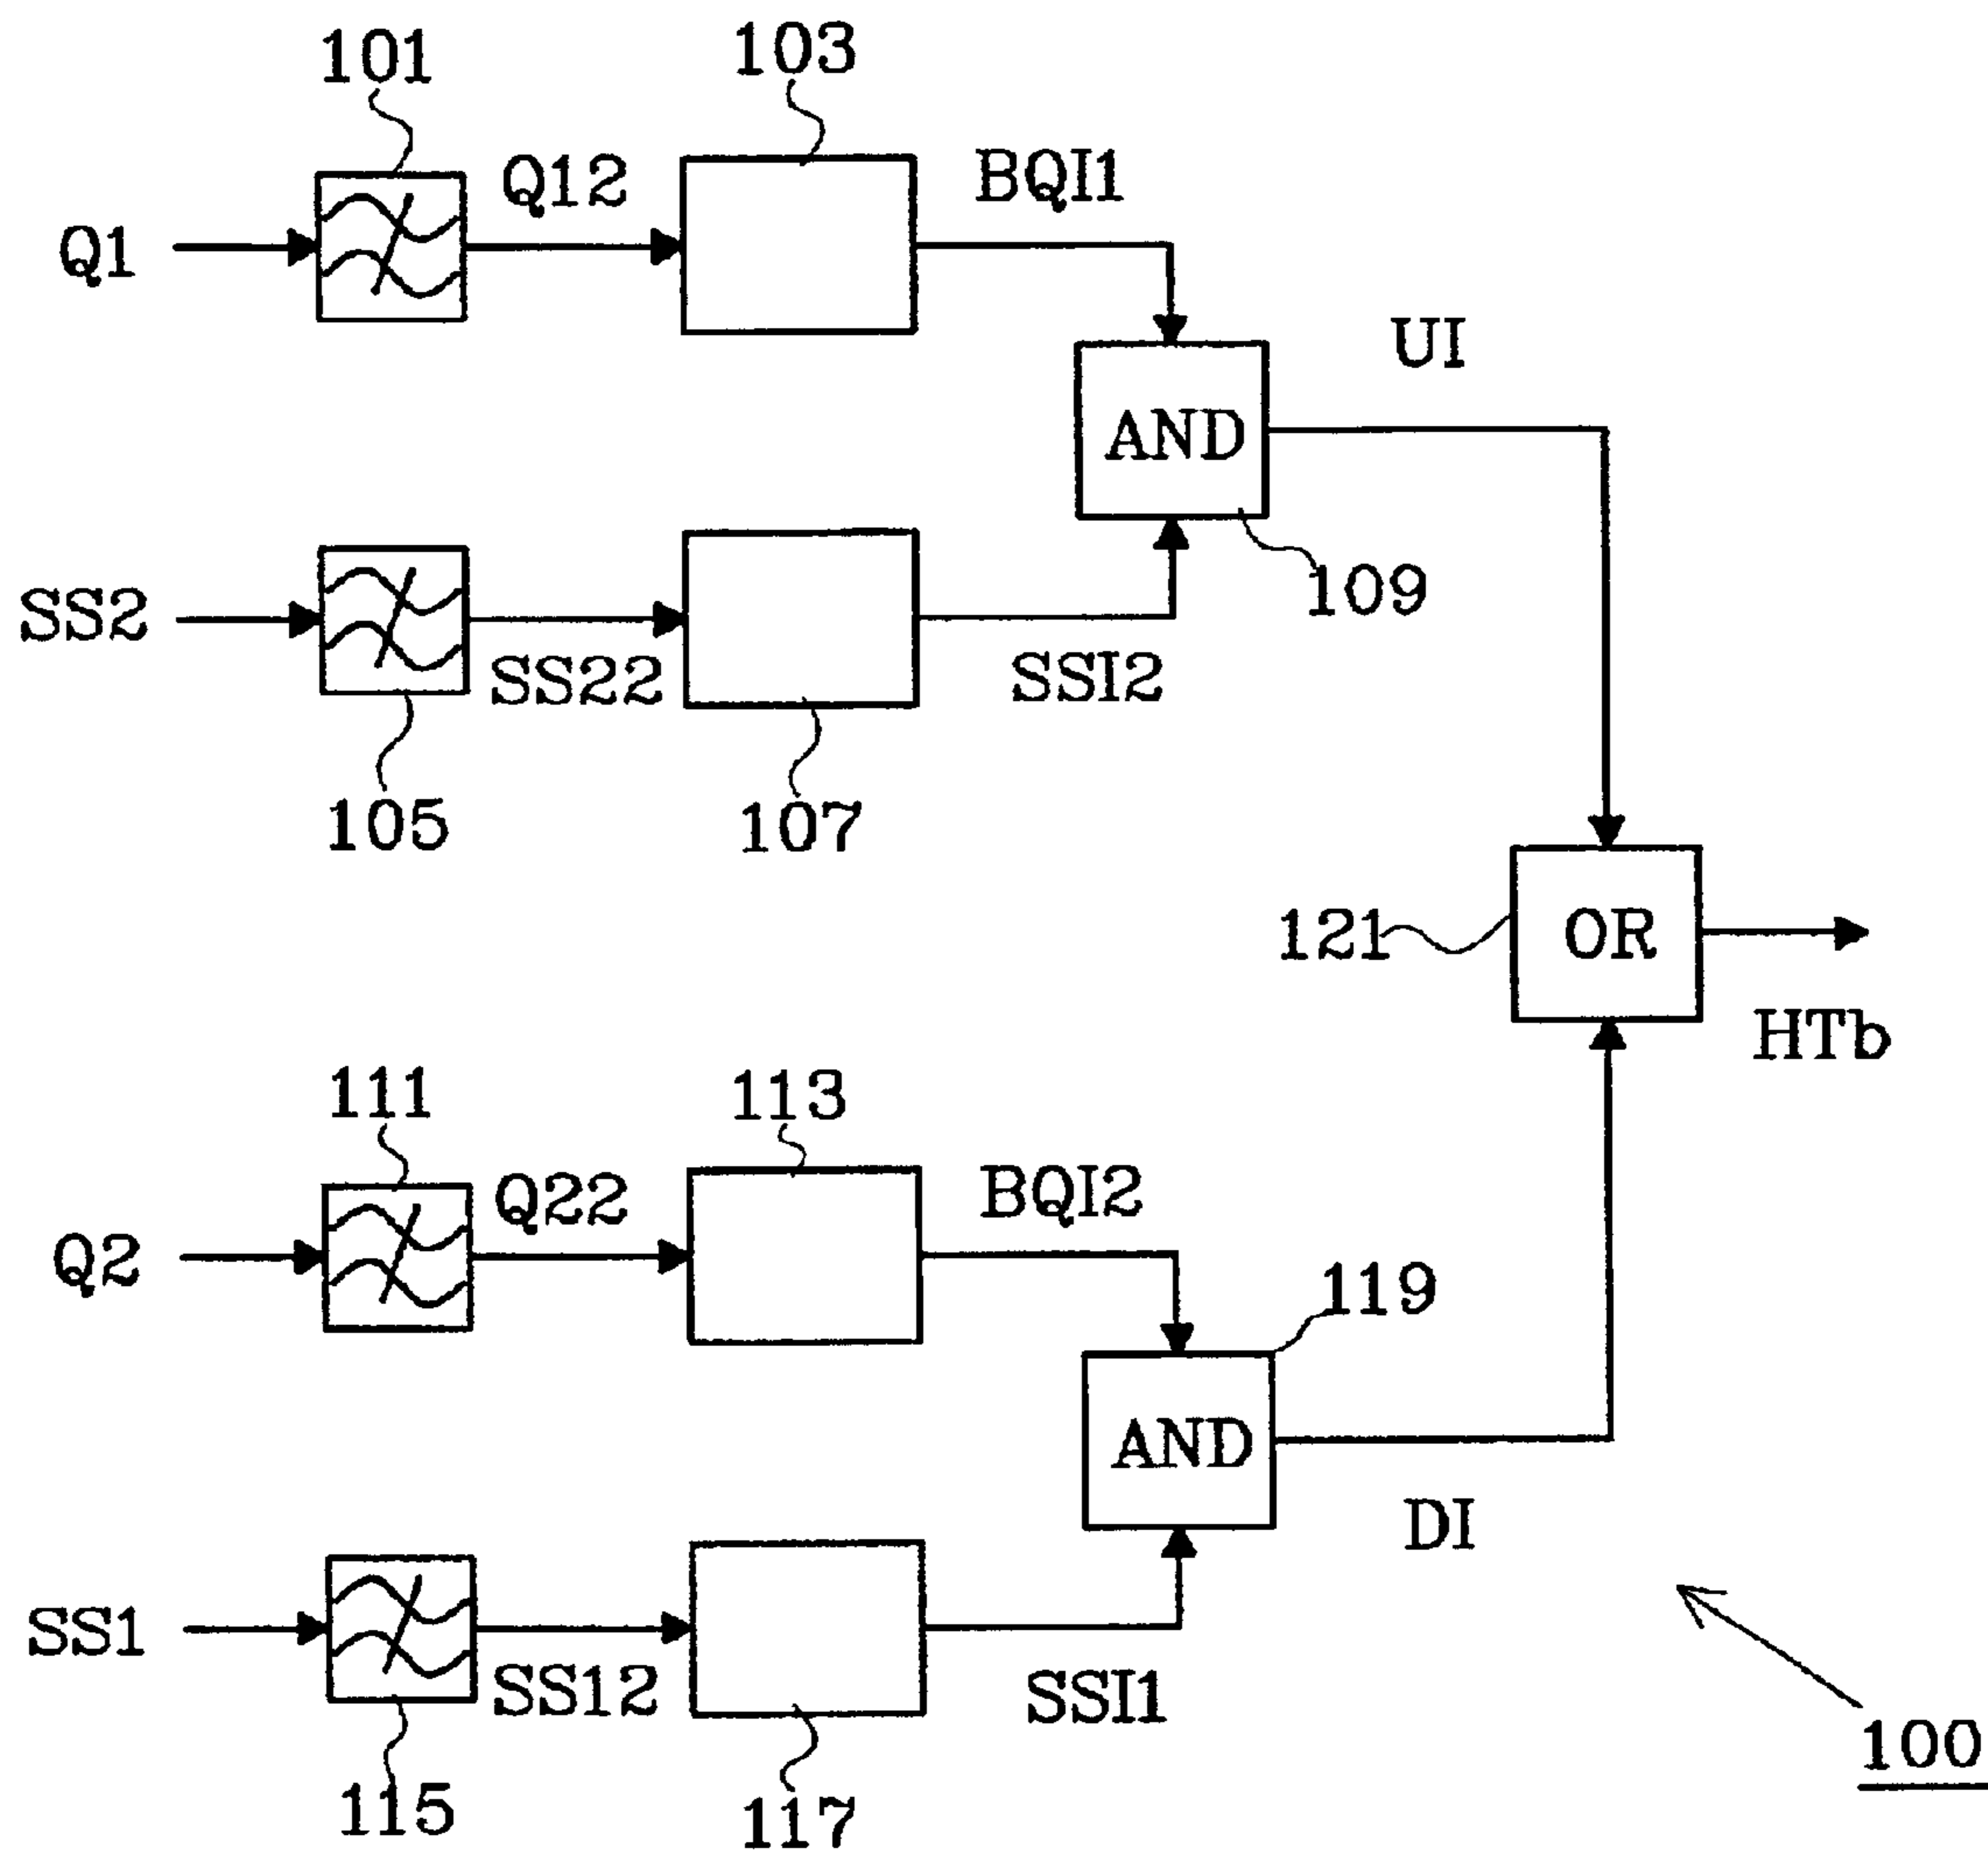 101
103
Q1
Q12
BQI1
UI
AND
109
SS2
SS22
SSI2
105
107
121
OR
HTb
111
113
Q2
Q22
BQI2
119
AND
DI
SS1
SS12
SSI1
115
117
100